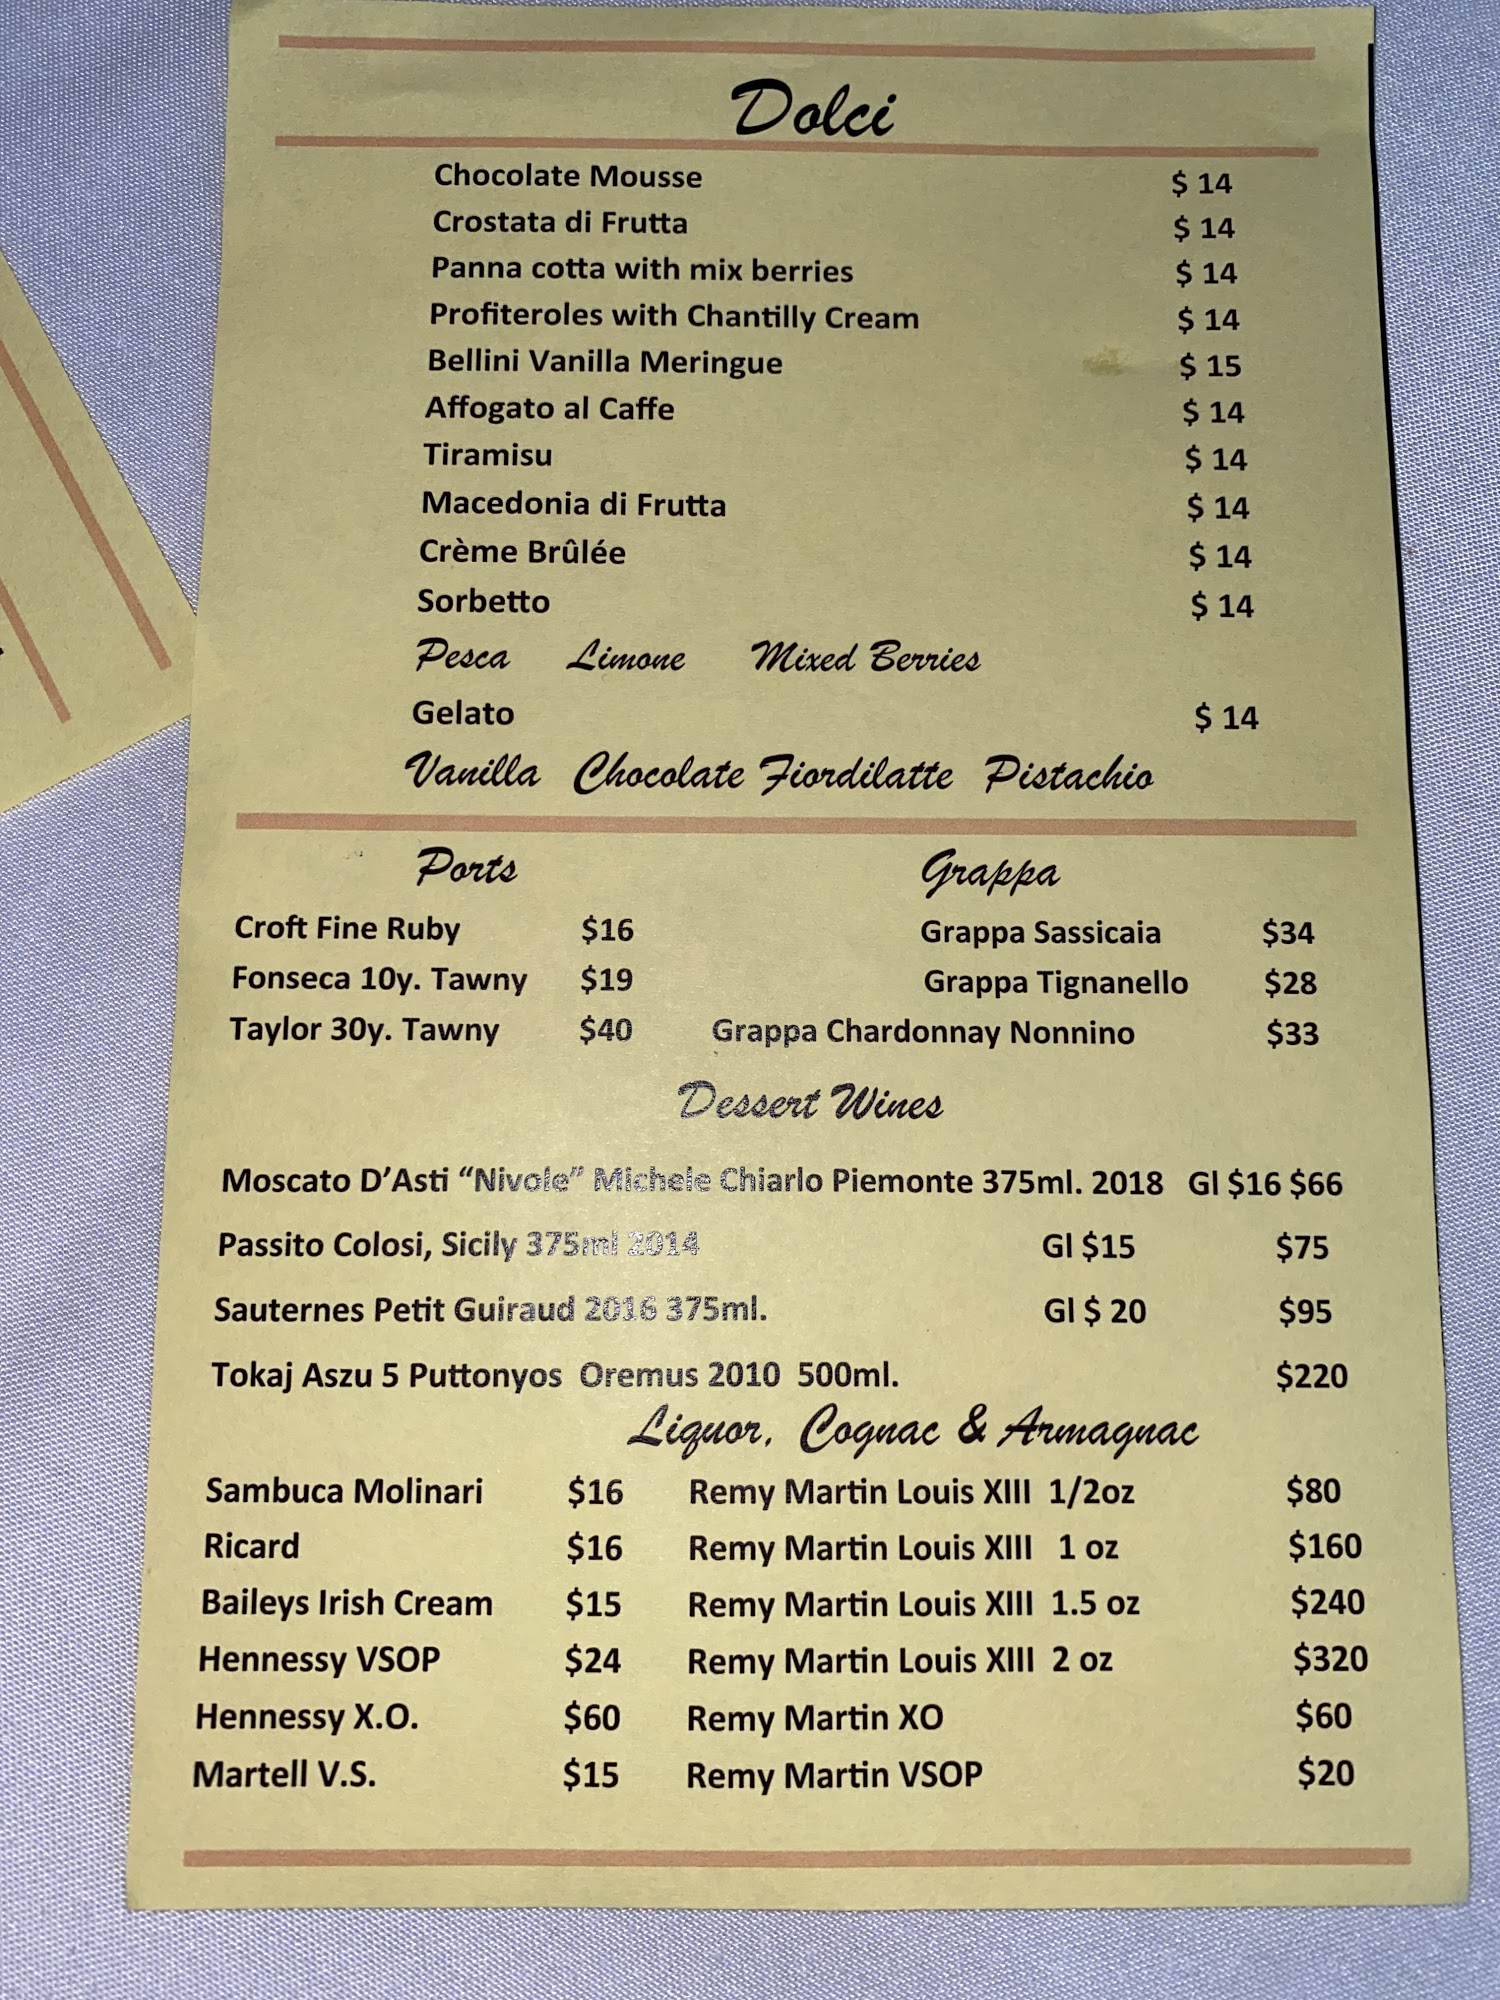 Dolci
Chocolate Mousse $ 14
Crostata di Frutta $ 14
Panna cotta with mix berries $ 14
Profiteroles with Chantilly Cream $ 14
Bellini Vanilla Meringue $ 15
Affogato al Caffe $ 14
Tiramisu $ 14
Macedonia di Frutta $ 14
Crème Brûlée $ 14
Sorbetto $ 14
Pesca Limone Mixed Berries
Gelato $ 14
Vanilla Chocolate Fiordilatte Pistachio
Ports Grappa
Croft Fine Ruby $16 Grappa Sassicaia $34
Fonseca 10y. Tawny $19 Grappa Tignanello $28
Taylor 30y. Tawny $40 Grappa Chardonnay Nonnino $33
Dessert Wines
Moscato D’Asti “Nivole” Michele Chiarlo Piemonte 375ml. 2018 Gl $16 $66
Passito Colosi, Sicily 375ml 2014 Gl $15 $75
Sauternes Petit Guiraud 2016 375ml. Gl $ 20 $95
Tokaj Aszu 5 Puttonyos Oremus 2010 500ml. $220
Liquor, Cognac & Armagnac
Sambuca Molinari $16 Remy Martin Louis XIII 1/2oz $80
Ricard $16 Remy Martin Louis XIII 1 oz $160
Baileys Irish Cream $15 Remy Martin Louis XIII 1.5 oz $240
Hennessy VSOP $24 Remy Martin Louis XIII 2 oz $320
Hennessy X.O. $60 Remy Martin XO $60
Martell V.S. $15 Remy Martin VSOP $20